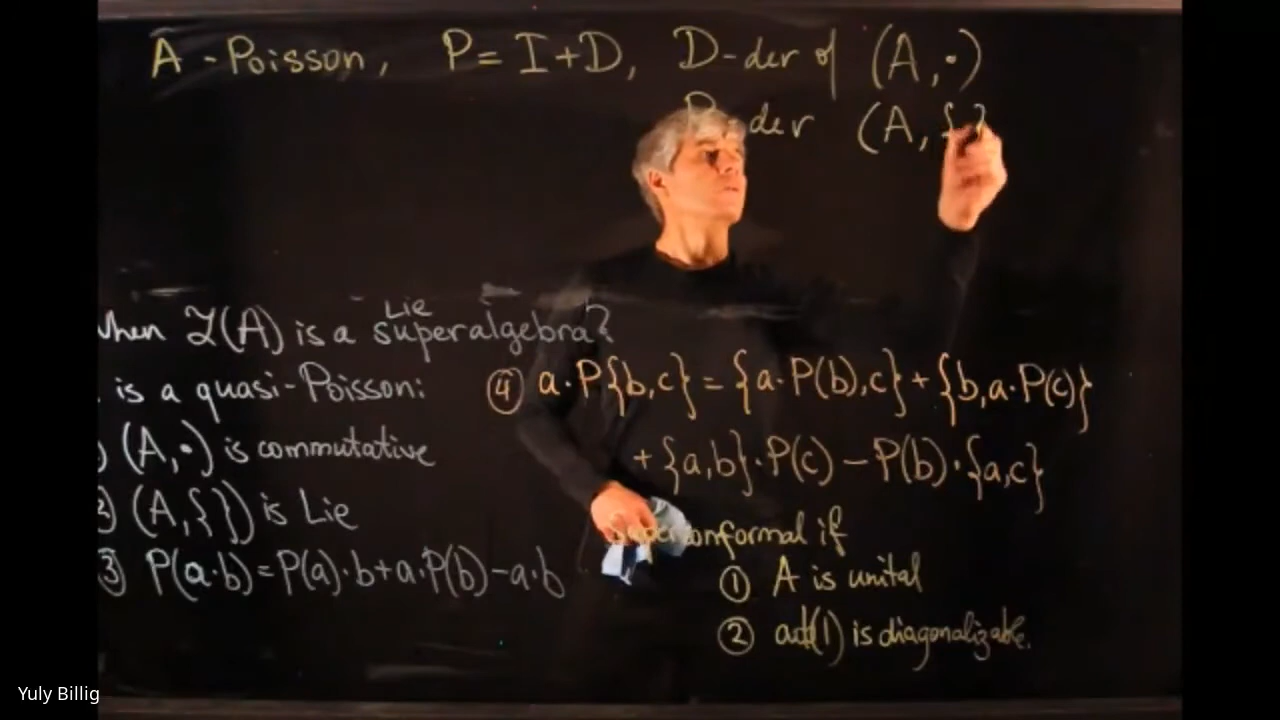 A - Poisson, P = I+D, D-der of (A,·)
P-der (A,{}
When L(A) is a Lie superalgebra?
is a quasi-Poisson:
) (A,·) is commutative
2) (A,{}) is Lie
3) P(a·b)=P(a)·b+a·P(b)-a·b
④ a·P{b,c} = {a·P(b),c} + {b,a·P(c)}
+ {a,b}·P(c) - P(b)·{a,c}
superconformal if
① A is unital
② ad(1) is diagonalizable.
Yuly Billig